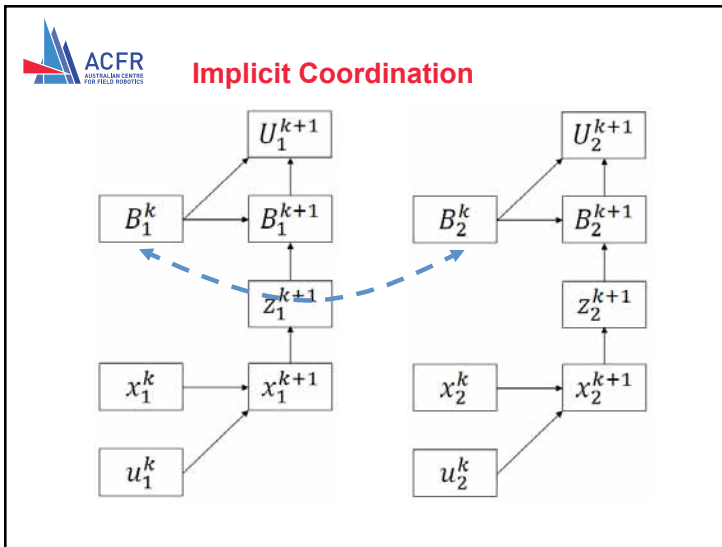 ACFR
AUSTRALIAN CENTRE
FOR FIELD ROBOTICS
Implicit Coordination
U_1^{k+1} U_2^{k+1}
B_1^k B_1^{k+1} B_2^k B_2^{k+1}
z_1^{k+1} z_2^{k+1}
x_1^k x_1^{k+1} x_2^k x_2^{k+1}
u_1^k u_2^k